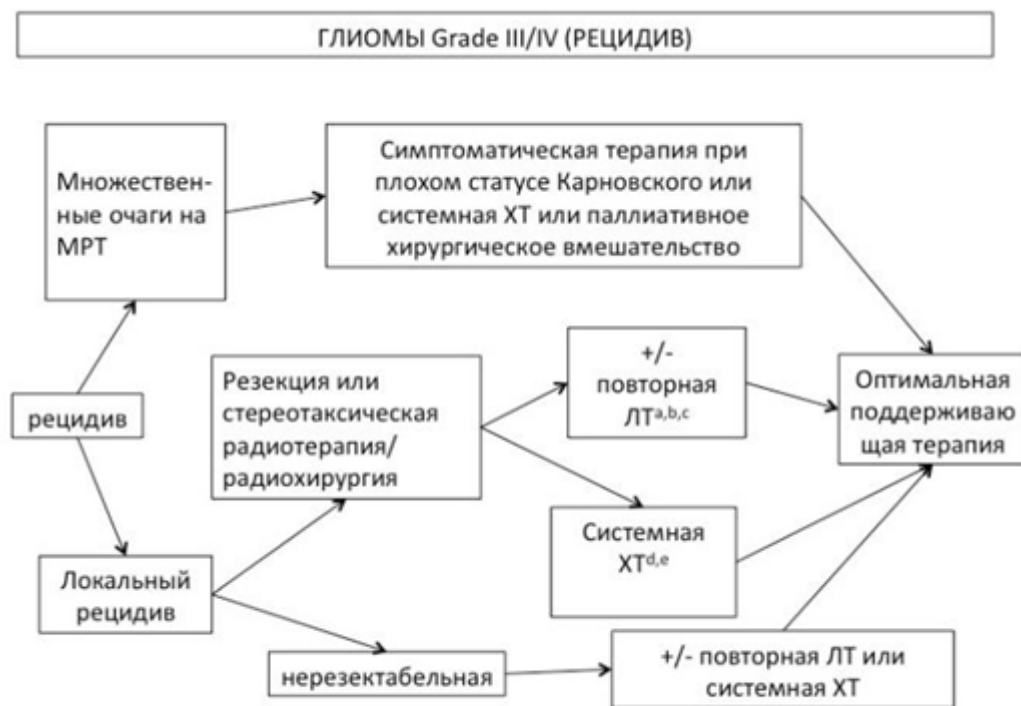 ГЛИОМЫ Grade III/IV (РЕЦИДИВ)
Множествен-
ные очаги на
МРТ
Симптоматическая терапия при
плохом статусе Карновского или
системная ХТ или паллиативное
хирургическое вмешательство
рецидив
Резекция или
стереотаксическая
радиотерапия/
радиохирургия
+/-
повторная
ЛТa,b,c
Оптимальная
поддерживаю
щая терапия
Системная
ХТd,e
Локальный
рецидив
нерезектабельная
+/- повторная ЛТ или
системная ХТ